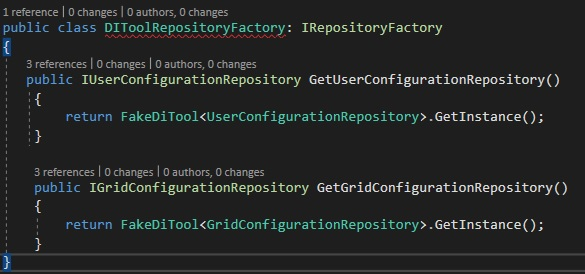 1 reference | 0 changes | 0 authors, 0 changes
public class DIToolRepositoryFactory: IRepositoryFactory
{
3 references | 0 changes | 0 authors, 0 changes
public IUserConfigurationRepository GetUserConfigurationRepository()
{
return FakeDiTool<UserConfigurationRepository>.GetInstance();
}
3 references | 0 changes | 0 authors, 0 changes
public IGridConfigurationRepository GetGridConfigurationRepository()
{
return FakeDiTool<GridConfigurationRepository>.GetInstance();
}
}